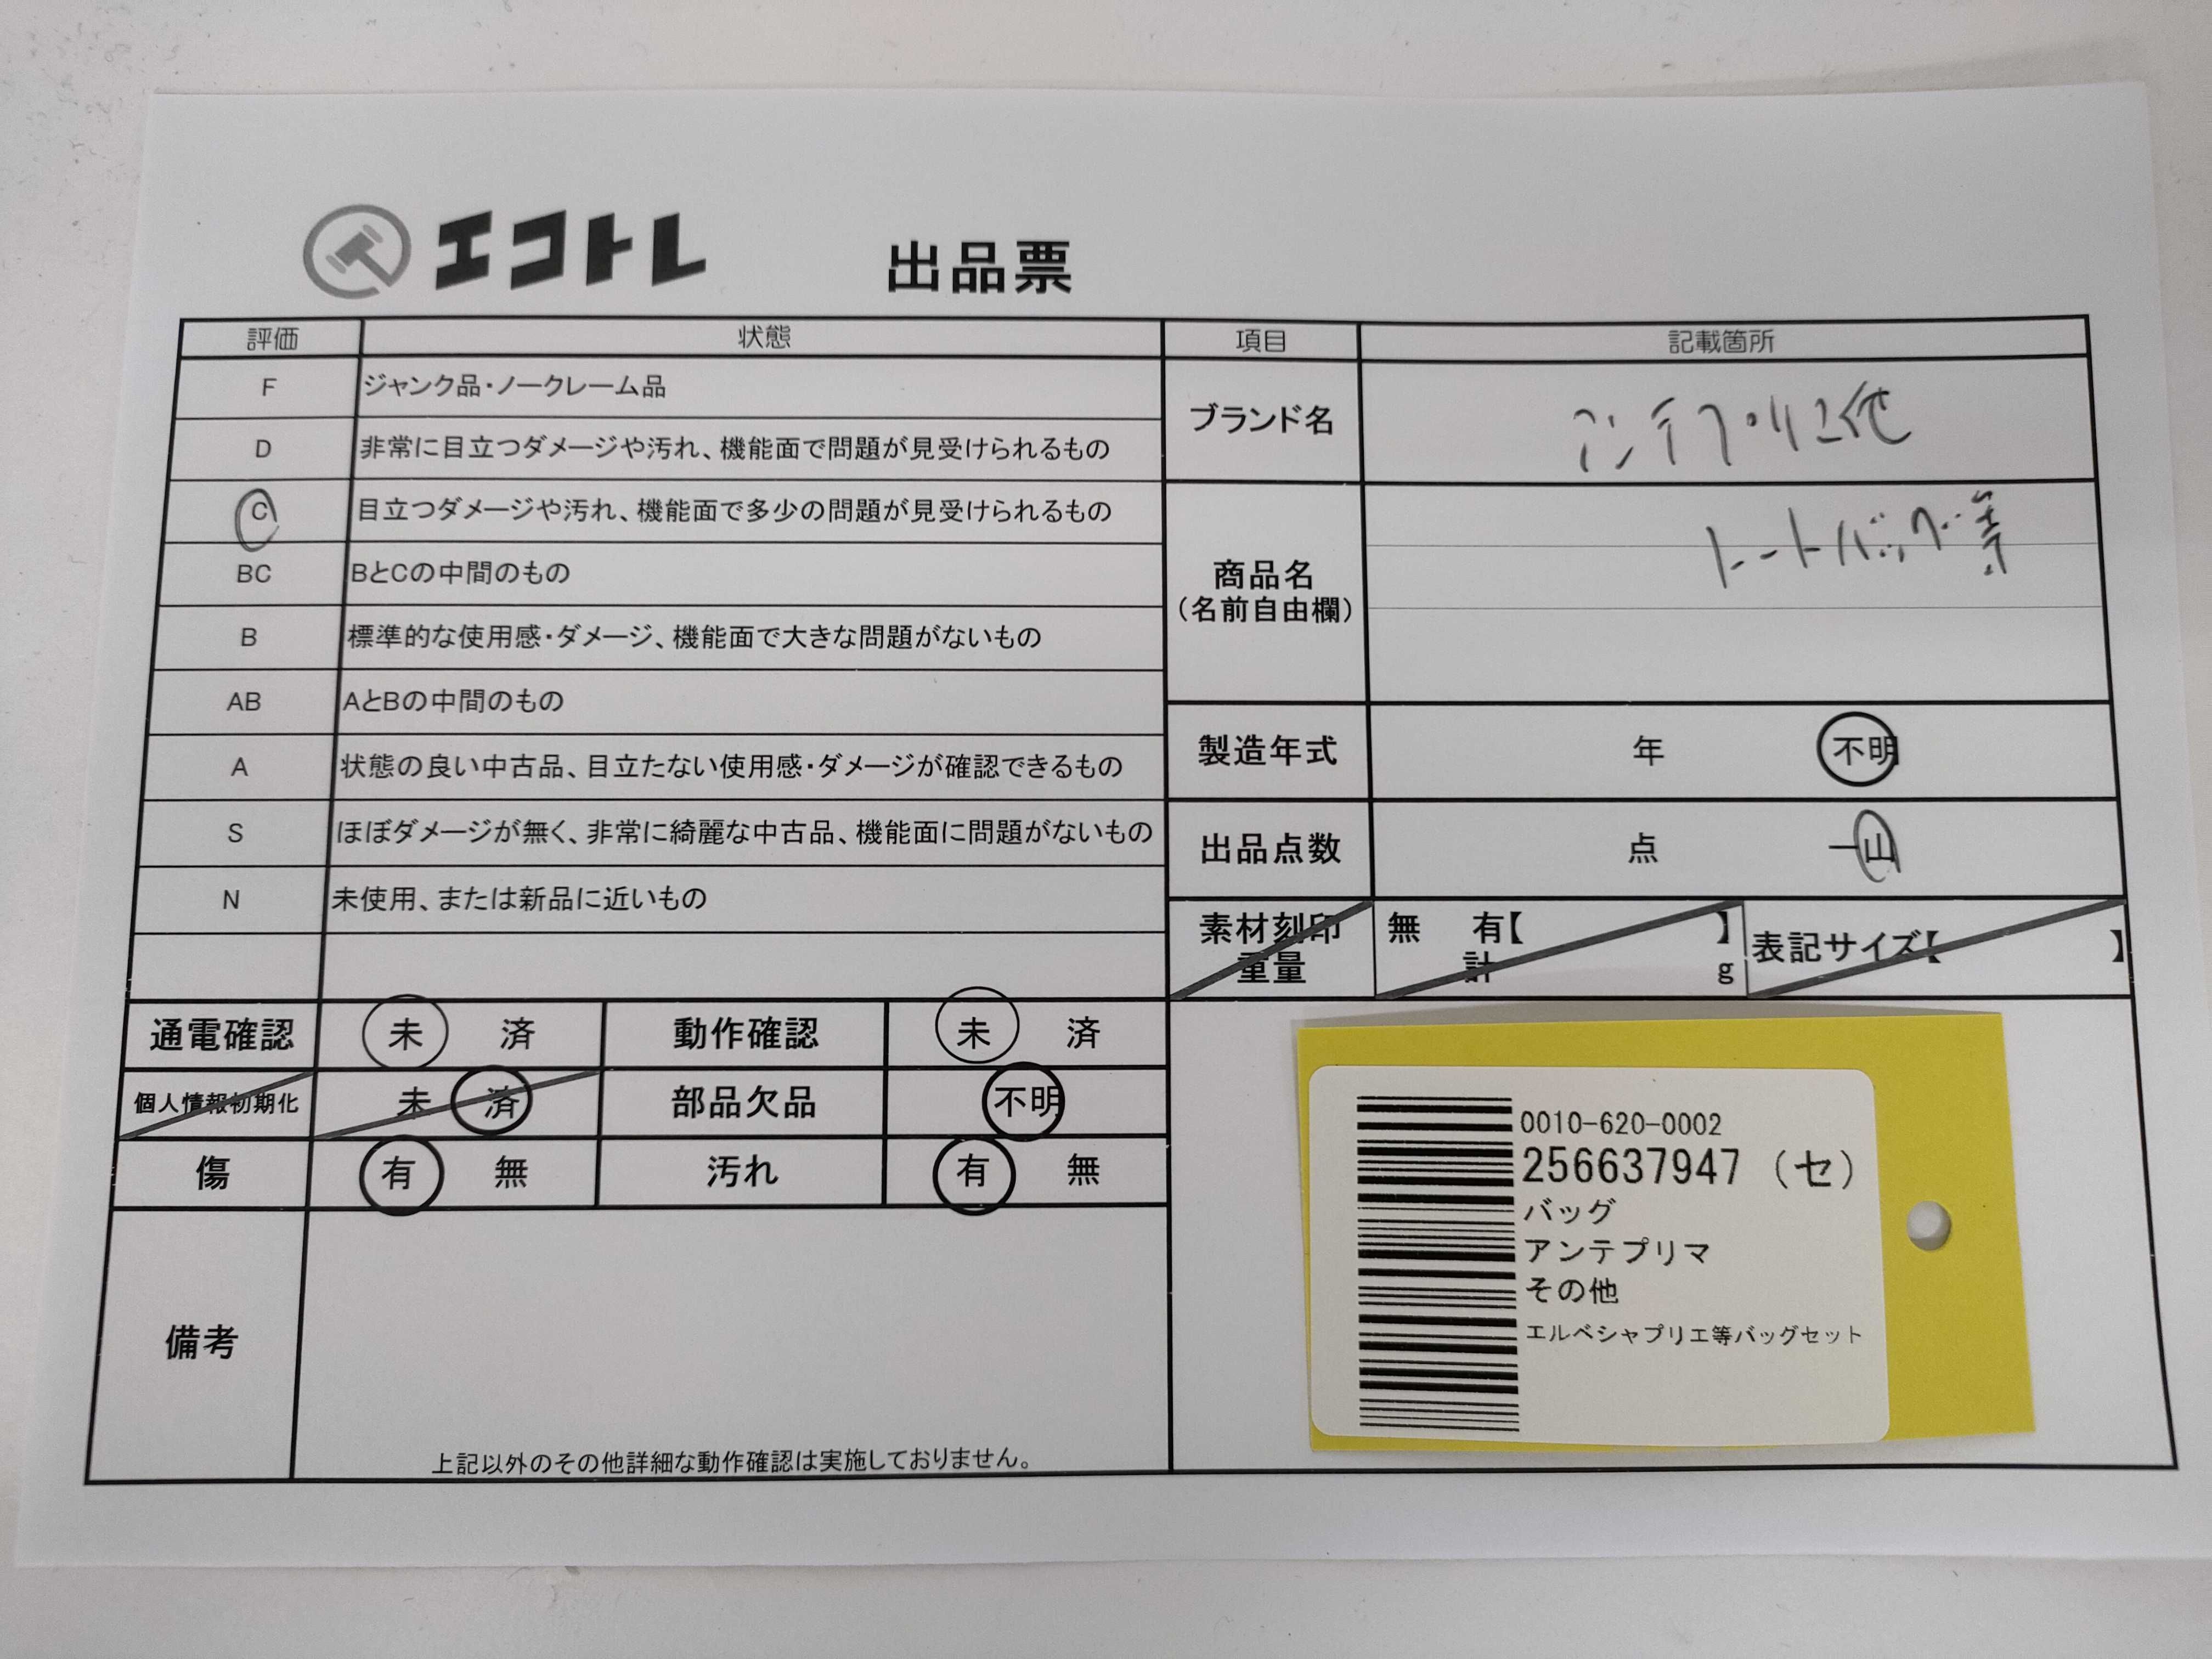 エコトレ 出品票
評価 状態 項目 記載箇所
F ジャンク品・ノークレーム品
D 非常に目立つダメージや汚れ、機能面で問題が見受けられるもの
C 目立つダメージや汚れ、機能面で多少の問題が見受けられるもの
BC BとCの中間のもの
B 標準的な使用感・ダメージ、機能面で大きな問題がないもの
AB AとBの中間のもの
A 状態の良い中古品、目立たない使用感・ダメージが確認できるもの
S ほぼダメージが無く、非常に綺麗な中古品、機能面に問題がないもの
N 未使用、または新品に近いもの
ブランド名 アンテプリエ他
商品名 トートバッグ等
(名前自由欄)
製造年式 年 不明
出品点数 点 一山
素材刻印 無 有【 】 表記サイズ【 】
重量 計 g
通電確認 未 済 動作確認 未 済
個人情報初期化 未 済 部品欠品 不明
傷 有 無 汚れ 有 無
備考
上記以外のその他詳細な動作確認は実施しておりません。
0010-620-0002
256637947 (セ)
バッグ
アンテプリマ
その他
エルベシャプリエ等バッグセット